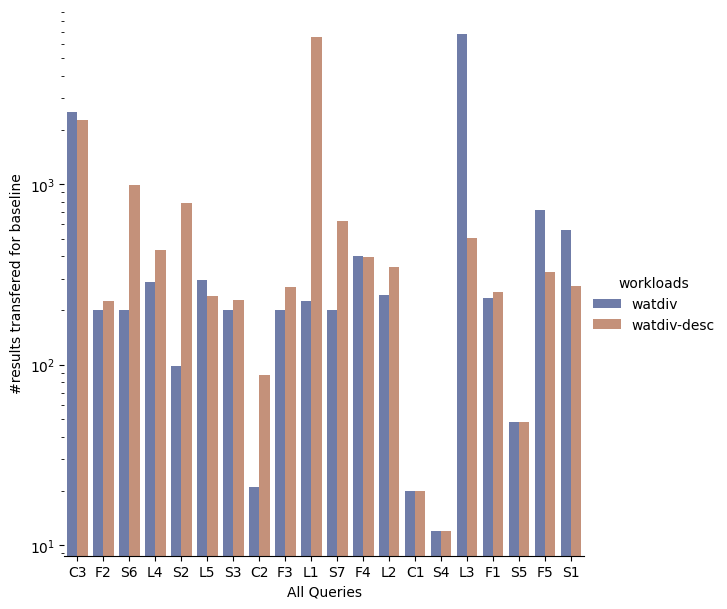 #results transfered for baseline
10³
10²
10¹
C3 F2 S6 L4 S2 L5 S3 C2 F3 L1 S7 F4 L2 C1 S4 L3 F1 S5 F5 S1
All Queries
workloads
watdiv
watdiv-desc